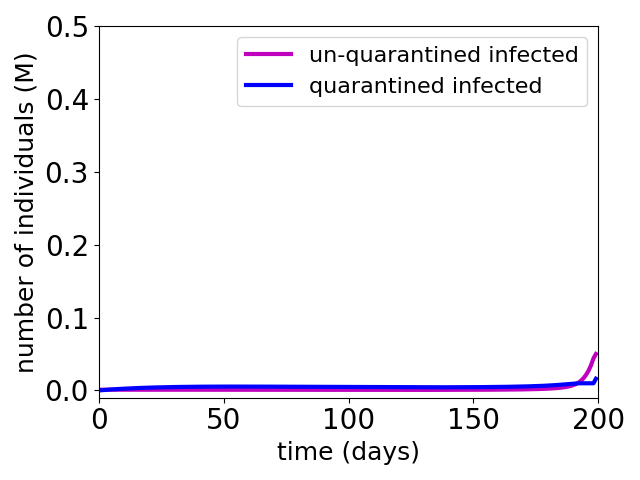 number of individuals (M)
0.5
0.4
0.3
0.2
0.1
0.0
un-quarantined infected
quarantined infected
0 50 100 150 200
time (days)